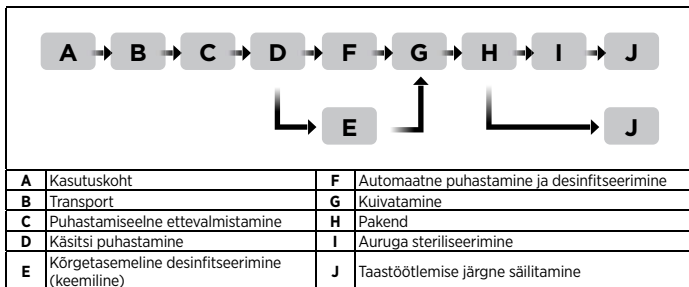 A B C D F G H I J
E J
A Kasutuskoht F Automaatne puhastamine ja desinfitseerimine
B Transport G Kuivatamine
C Puhastamiseelne ettevalmistamine H Pakend
D Käsitsi puhastamine I Auruga steriliseerimine
E Kõrgetasemeline desinfitseerimine
(keemiline) J Taastöötlemise järgne säilitamine